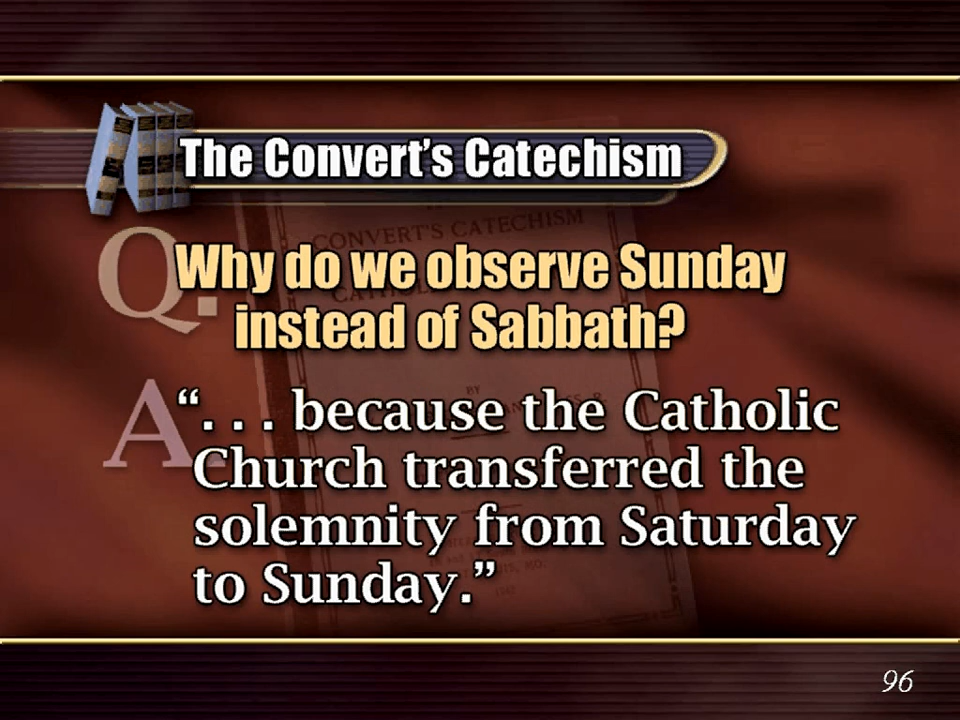 The Convert's Catechism
CONVERT'S CATECHISM
Q. Why do we observe Sunday
instead of Sabbath?
BY
A. “. . . because the Catholic
Church transferred the
solemnity from Saturday
to Sunday.”
96